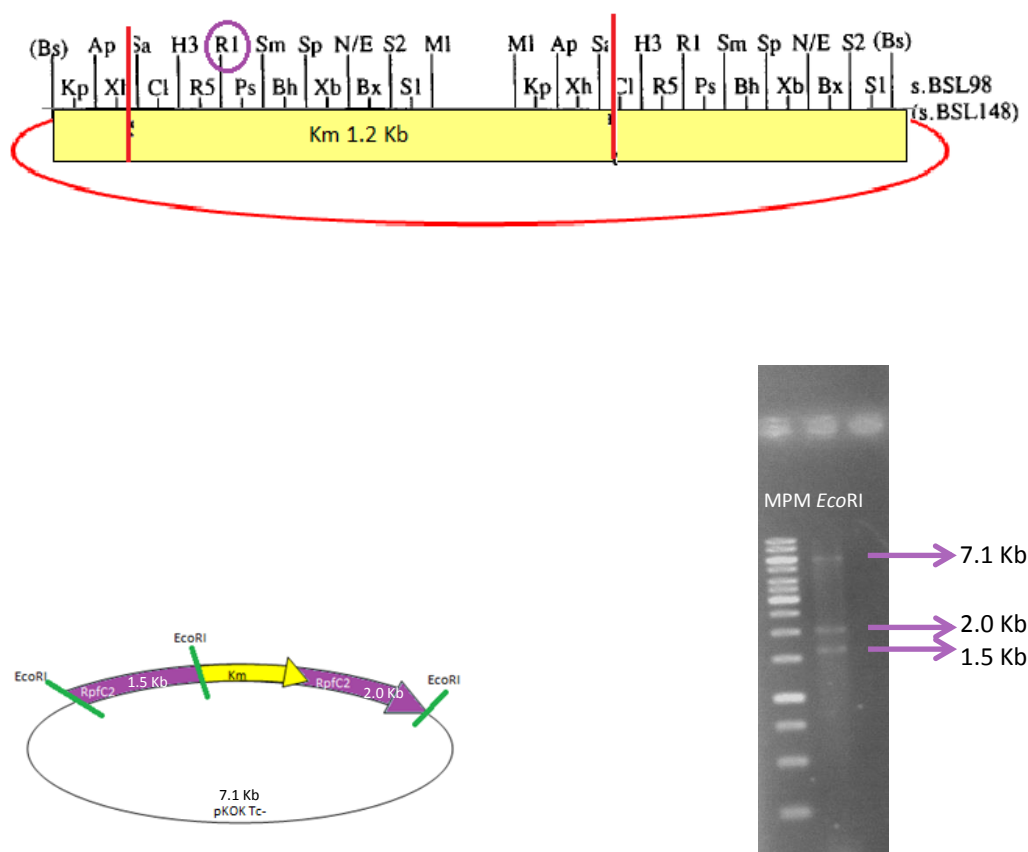 (Bs) Ap Sa H3 R1 Sm Sp N/E S2 M1 M1 Ap Sa H3 R1 Sm Sp N/E S2 (Bs)
Kp Xh Cl R5 Ps Bh Xb Bx S1 Kp Xh Cl R5 Ps Bh Xb Bx S1 s.BSL98
(s.BSL148)
Km 1.2 Kb
MPM EcoRI
7.1 Kb
2.0 Kb
1.5 Kb
EcoRI
EcoRI
EcoRI
RpfC2 1.5 Kb Km RpfC2 2.0 Kb
7.1 Kb
pKOK Tc-